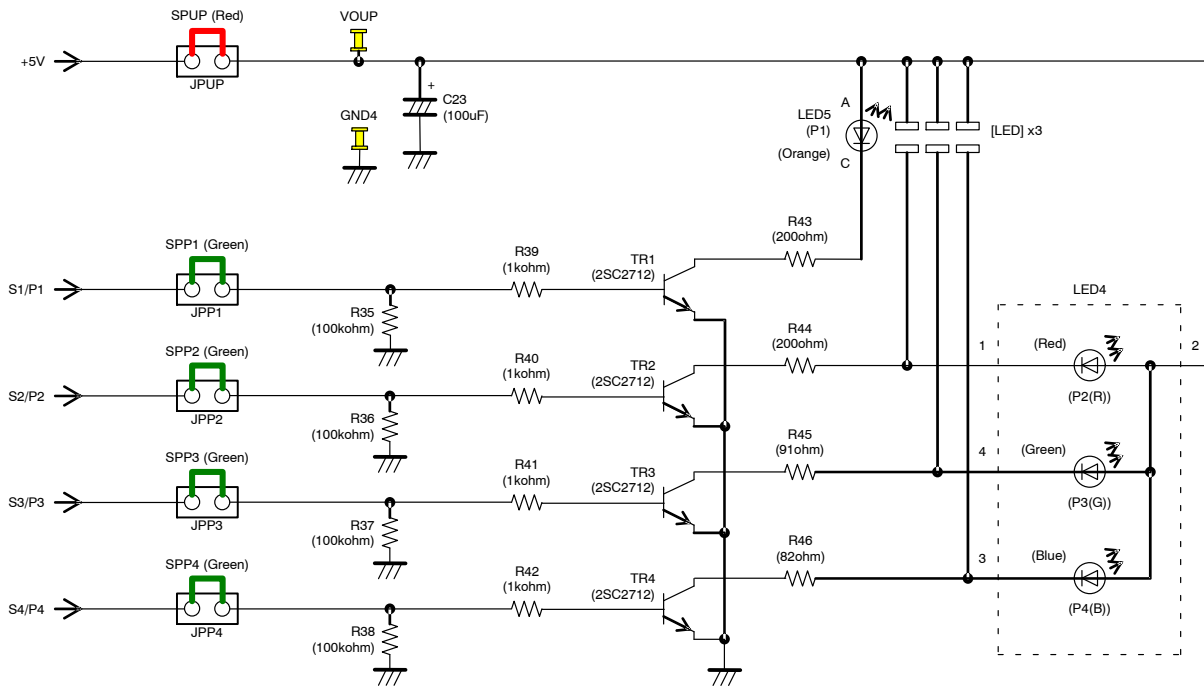 SPUP (Red)
VOUP
+5V
JPUP
+
C23
(100uF)
GND4
A
LED5
(P1)
(Orange)
C
[LED] x3
SPP1 (Green)
S1/P1
JPP1
R35
(100kohm)
R39
(1kohm)
TR1
(2SC2712)
R43
(200ohm)
LED4
SPP2 (Green)
S2/P2
JPP2
R36
(100kohm)
R40
(1kohm)
TR2
(2SC2712)
R44
(200ohm)
1
(Red)
2
(P2(R))
SPP3 (Green)
S3/P3
JPP3
R37
(100kohm)
R41
(1kohm)
TR3
(2SC2712)
R45
(91ohm)
4
(Green)
(P3(G))
SPP4 (Green)
S4/P4
JPP4
R38
(100kohm)
R42
(1kohm)
TR4
(2SC2712)
R46
(82ohm)
3
(Blue)
(P4(B))